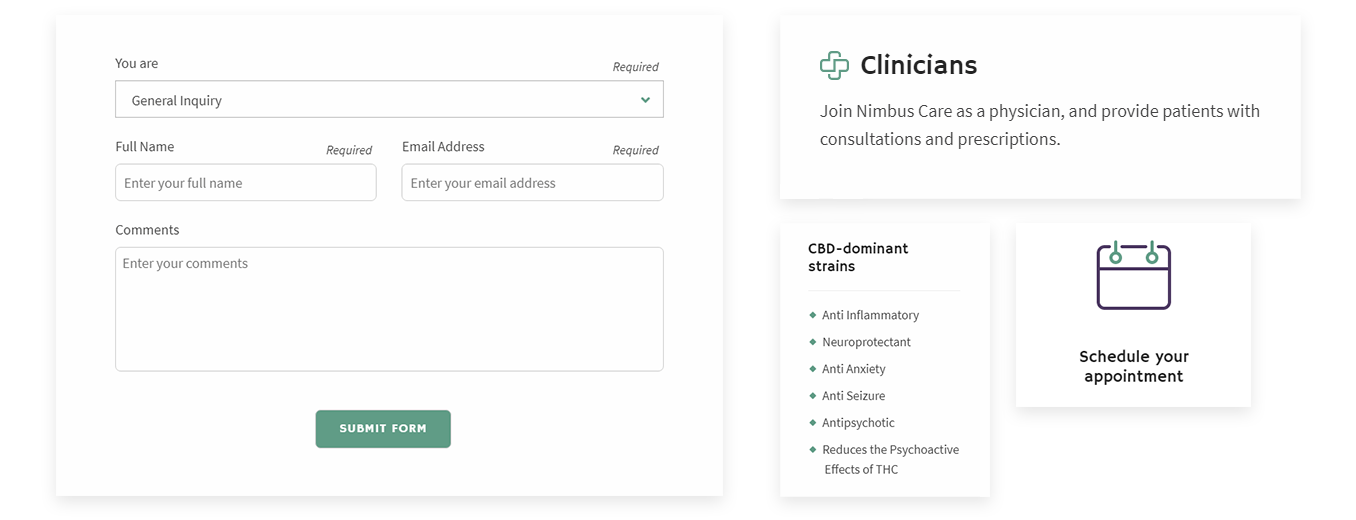 You are
Required
General Inquiry
Full Name
Required
Email Address
Required
Enter your full name
Enter your email address
Comments
Enter your comments
SUBMIT FORM
Clinicians
Join Nimbus Care as a physician, and provide patients with
consultations and prescriptions.
CBD-dominant
strains
Anti Inflammatory
Neuroprotectant
Anti Anxiety
Anti Seizure
Antipsychotic
Reduces the Psychoactive
Effects of THC
Schedule your
appointment